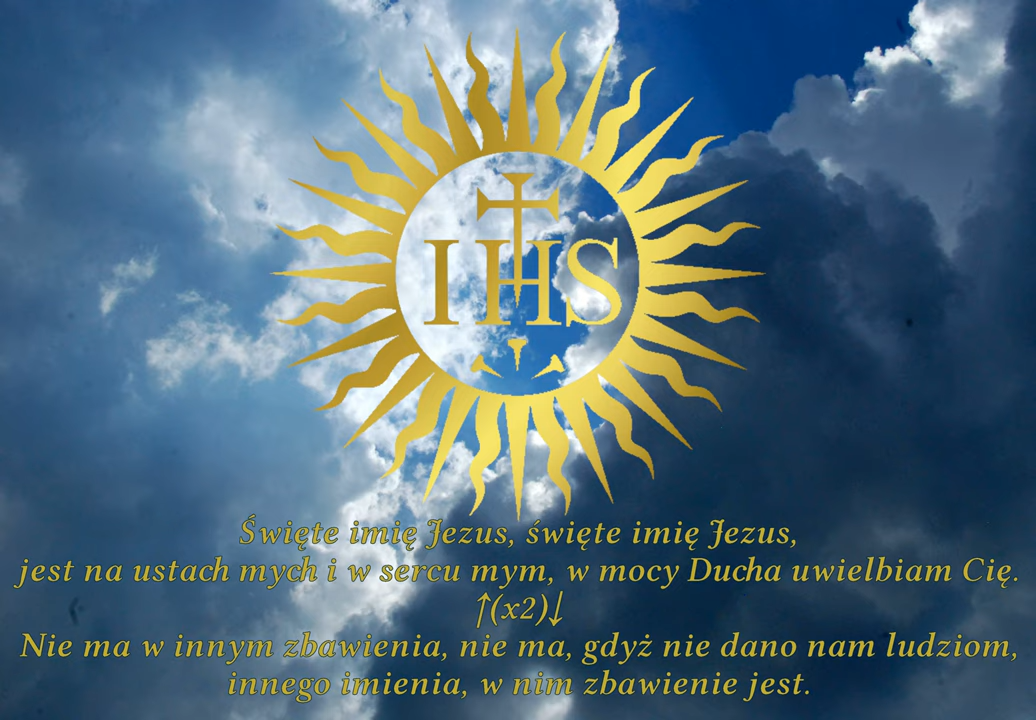 IHS
Święte imię Jezus, święte imię Jezus,
jest na ustach mych i w sercu mym, w mocy Ducha uwielbiam Cię.
↑(x2)↓
Nie ma w innym zbawienia, nie ma, gdyż nie dano nam ludziom,
innego imienia, w nim zbawienie jest.